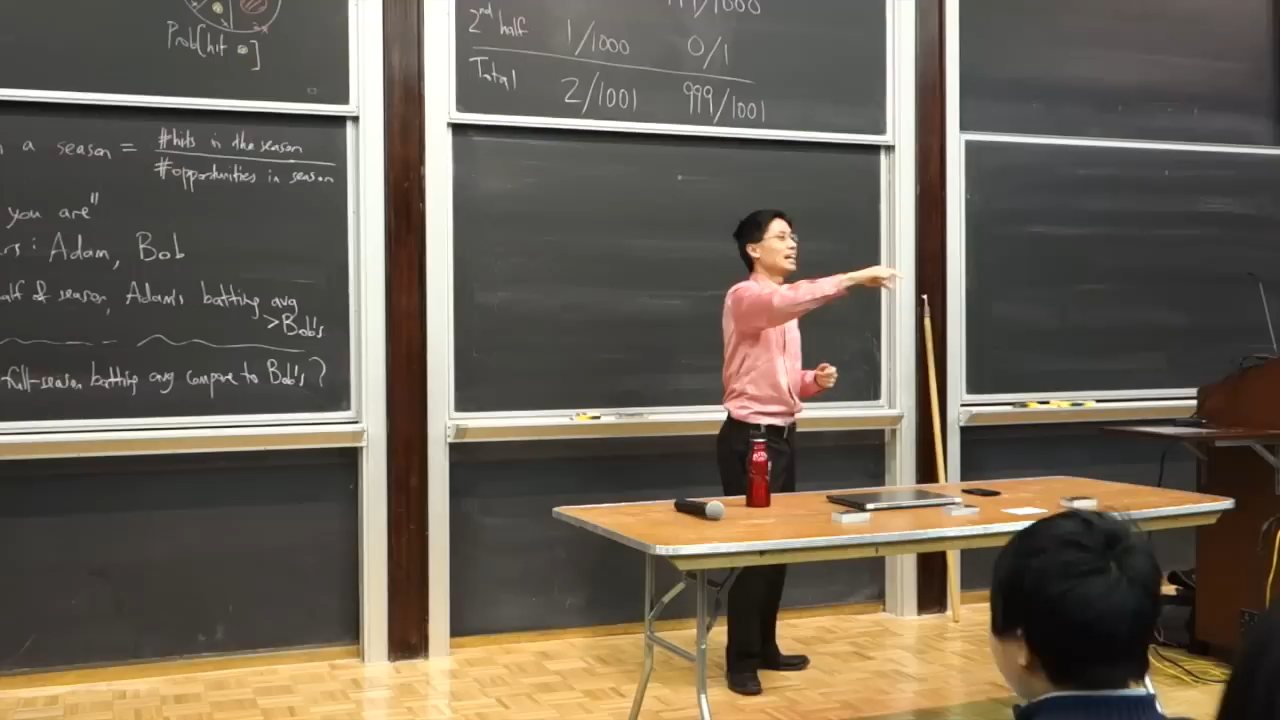 Prob[hit ]
a season = #hits in the season
#opportunities in season
you are"
: Adam, Bob
of season, Adam's batting avg
> Bob's
full-season batting avg compare to Bob's?
2nd half 1/1000 0/1
Total 2/1001 999/1001